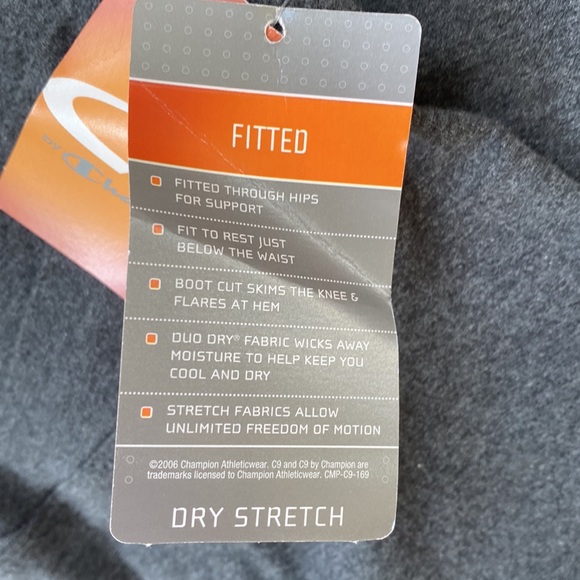 by Cha
FITTED
FITTED THROUGH HIPS
FOR SUPPORT
FIT TO REST JUST
BELOW THE WAIST
BOOT CUT SKIMS THE KNEE &
FLARES AT HEM
DUO DRY® FABRIC WICKS AWAY
MOISTURE TO HELP KEEP YOU
COOL AND DRY
STRETCH FABRICS ALLOW
UNLIMITED FREEDOM OF MOTION
©2006 Champion Athleticwear. C9 and C9 by Champion are
trademarks licensed to Champion Athleticwear. CMP-C9-169
DRY STRETCH